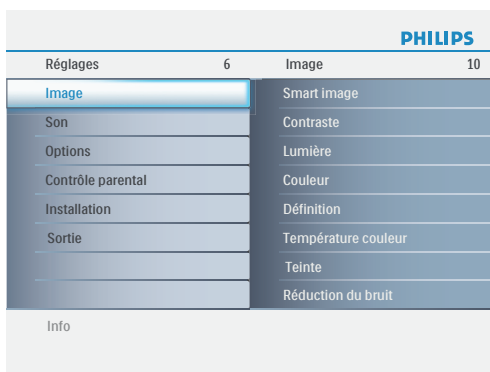 PHILIPS
Réglages 6 Image 10
Image Smart image
Son Contraste
Options Lumière
Contrôle parental Couleur
Installation Définition
Sortie Température couleur
Teinte
Réduction du bruit
Info